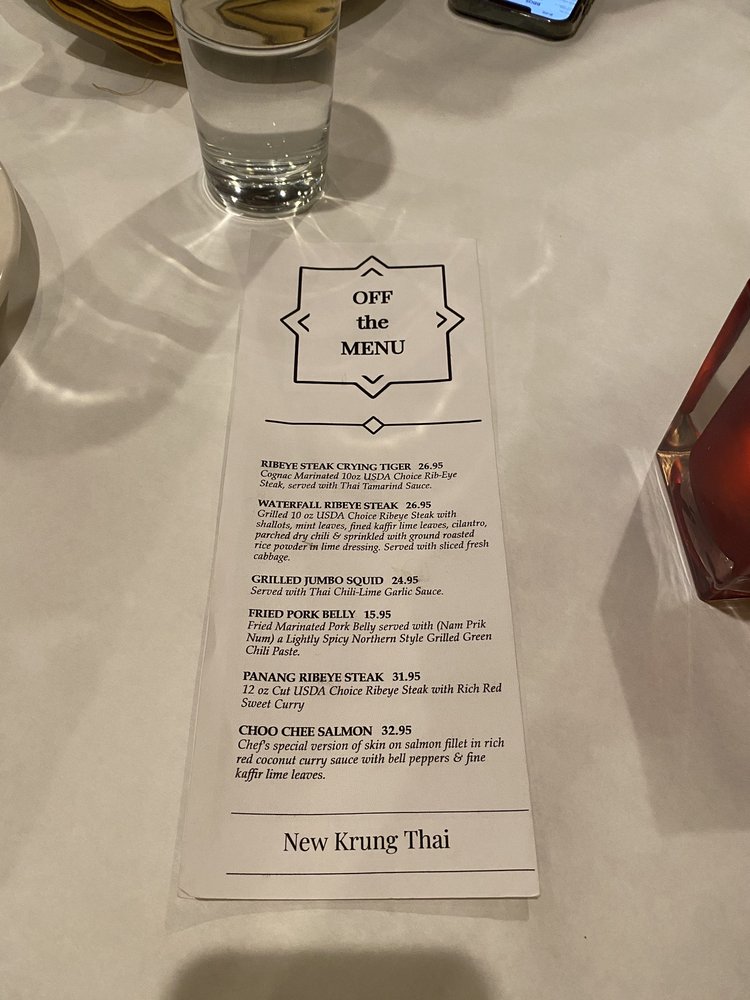 OFF
the
MENU
RIBEYE STEAK CRYING TIGER 26.95
Cognac Marinated 10oz USDA Choice Rib-Eye
Steak, served with Thai Tamarind Sauce.
WATERFALL RIBEYE STEAK 26.95
Grilled 10 oz USDA Choice Ribeye Steak with
shallots, mint leaves, fined kaffir lime leaves, cilantro,
parched dry chili & sprinkled with ground roasted
rice powder in lime dressing. Served with sliced fresh
cabbage.
GRILLED JUMBO SQUID 24.95
Served with Thai Chili-Lime Garlic Sauce.
FRIED PORK BELLY 15.95
Fried Marinated Pork Belly served with (Nam Prik
Num) a Lightly Spicy Northern Style Grilled Green
Chili Paste.
PANANG RIBEYE STEAK 31.95
12 oz Cut USDA Choice Ribeye Steak with Rich Red
Sweet Curry
CHOO CHEE SALMON 32.95
Chef's special version of skin on salmon fillet in rich
red coconut curry sauce with bell peppers & fine
kaffir lime leaves.
New Krung Thai